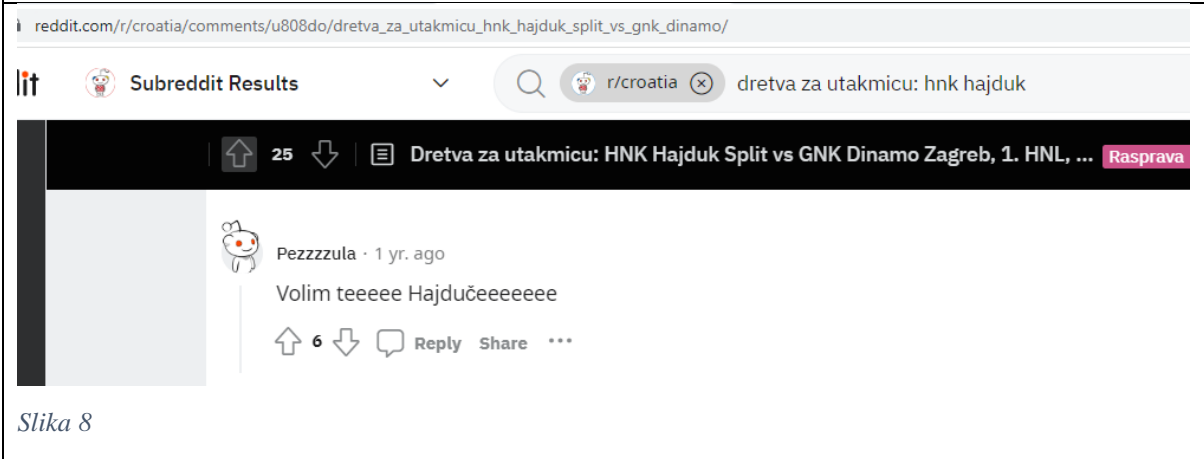 reddit.com/r/croatia/comments/u808do/dretva_za_utakmicu_hnk_hajduk_split_vs_gnk_dinamo/
it Subreddit Results r/croatia dretva za utakmicu: hnk hajduk
25 Dretva za utakmicu: HNK Hajduk Split vs GNK Dinamo Zagreb, 1. HNL, ... Rasprava
Pezzzzula · 1 yr. ago
Volim teeeee Hajdučeeeeeee
6 Reply Share ...
Slika 8